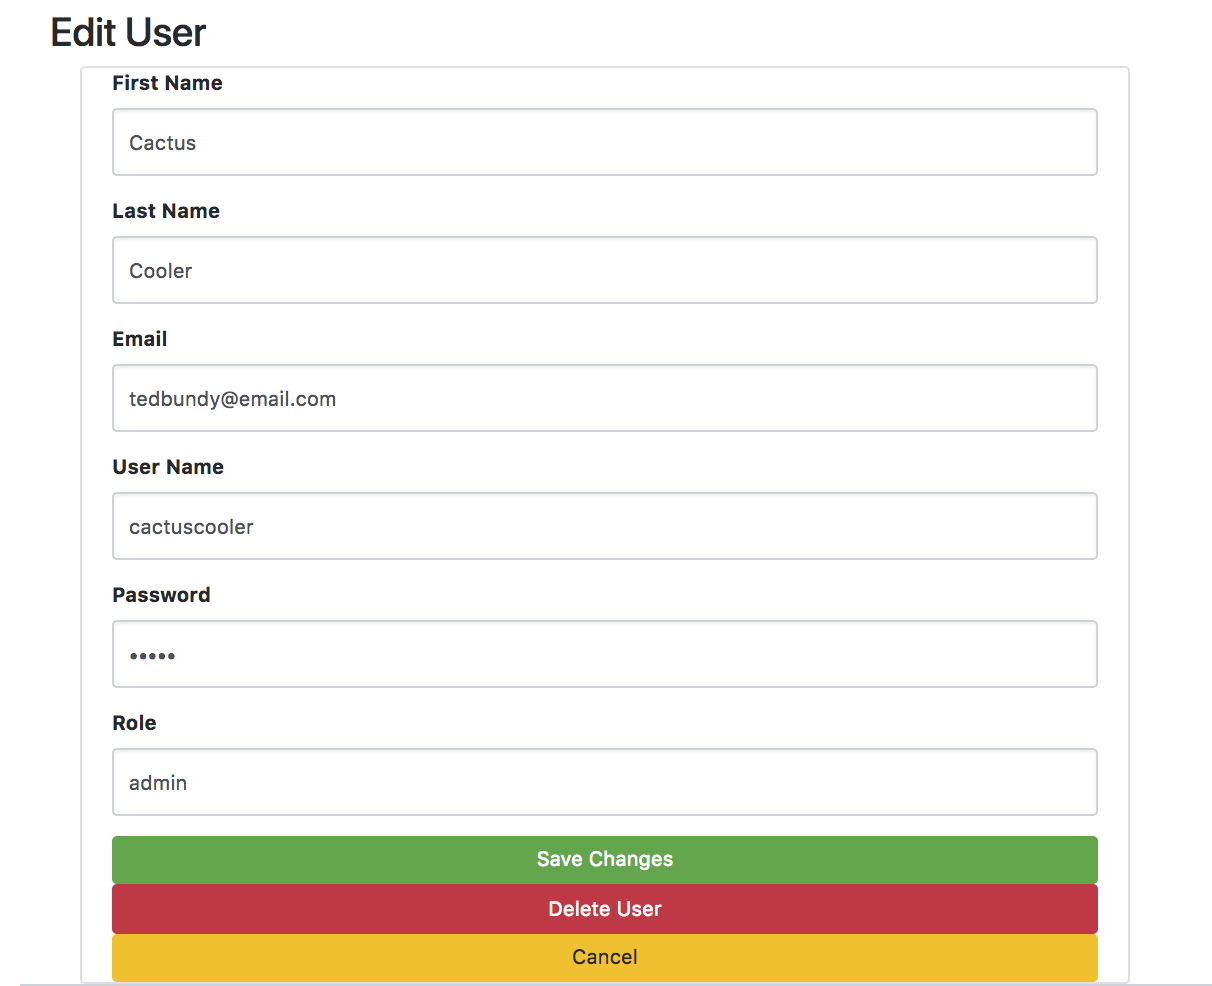 Edit User
First Name
Cactus
Last Name
Cooler
Email
tedbundy@email.com
User Name
cactuscooler
Password
•••••
Role
admin
Save Changes
Delete User
Cancel